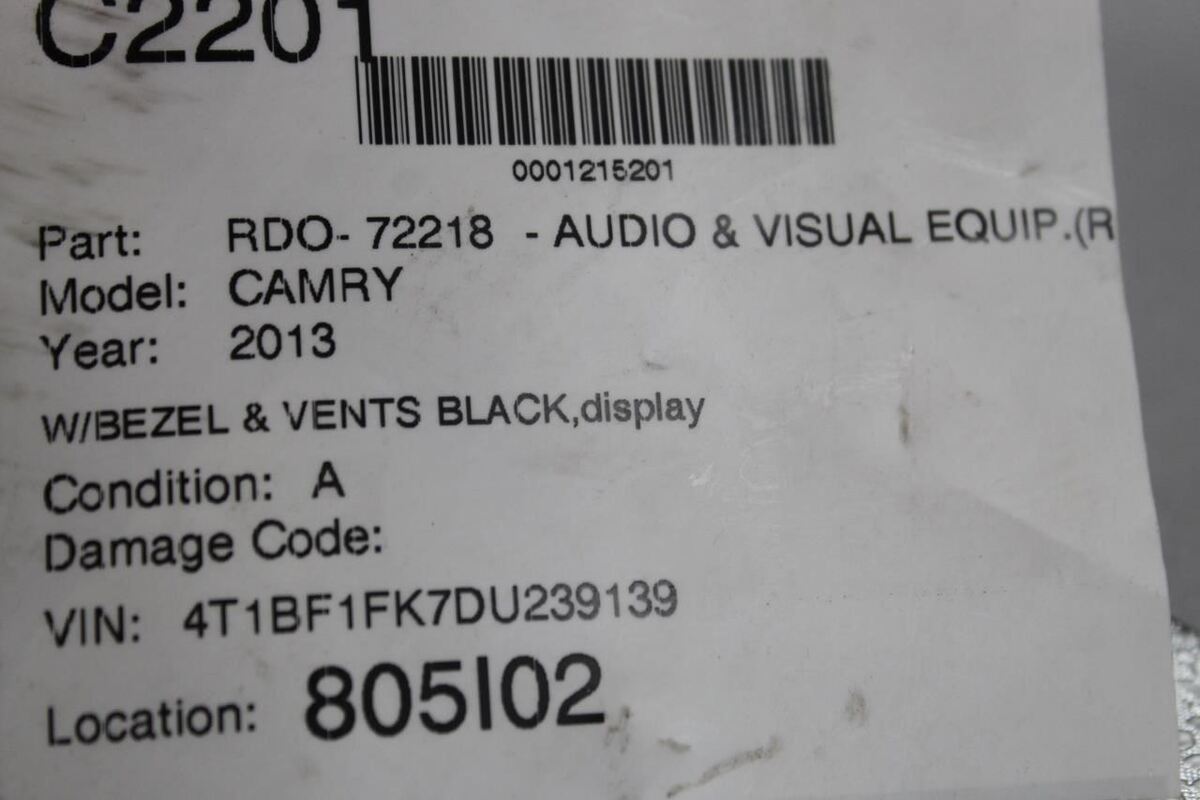 C2201
0001215201
Part: RDO- 72218 - AUDIO & VISUAL EQUIP.(R
Model: CAMRY
Year: 2013
W/BEZEL & VENTS BLACK,display
Condition: A
Damage Code:
VIN: 4T1BF1FK7DU239139
Location: 805I02